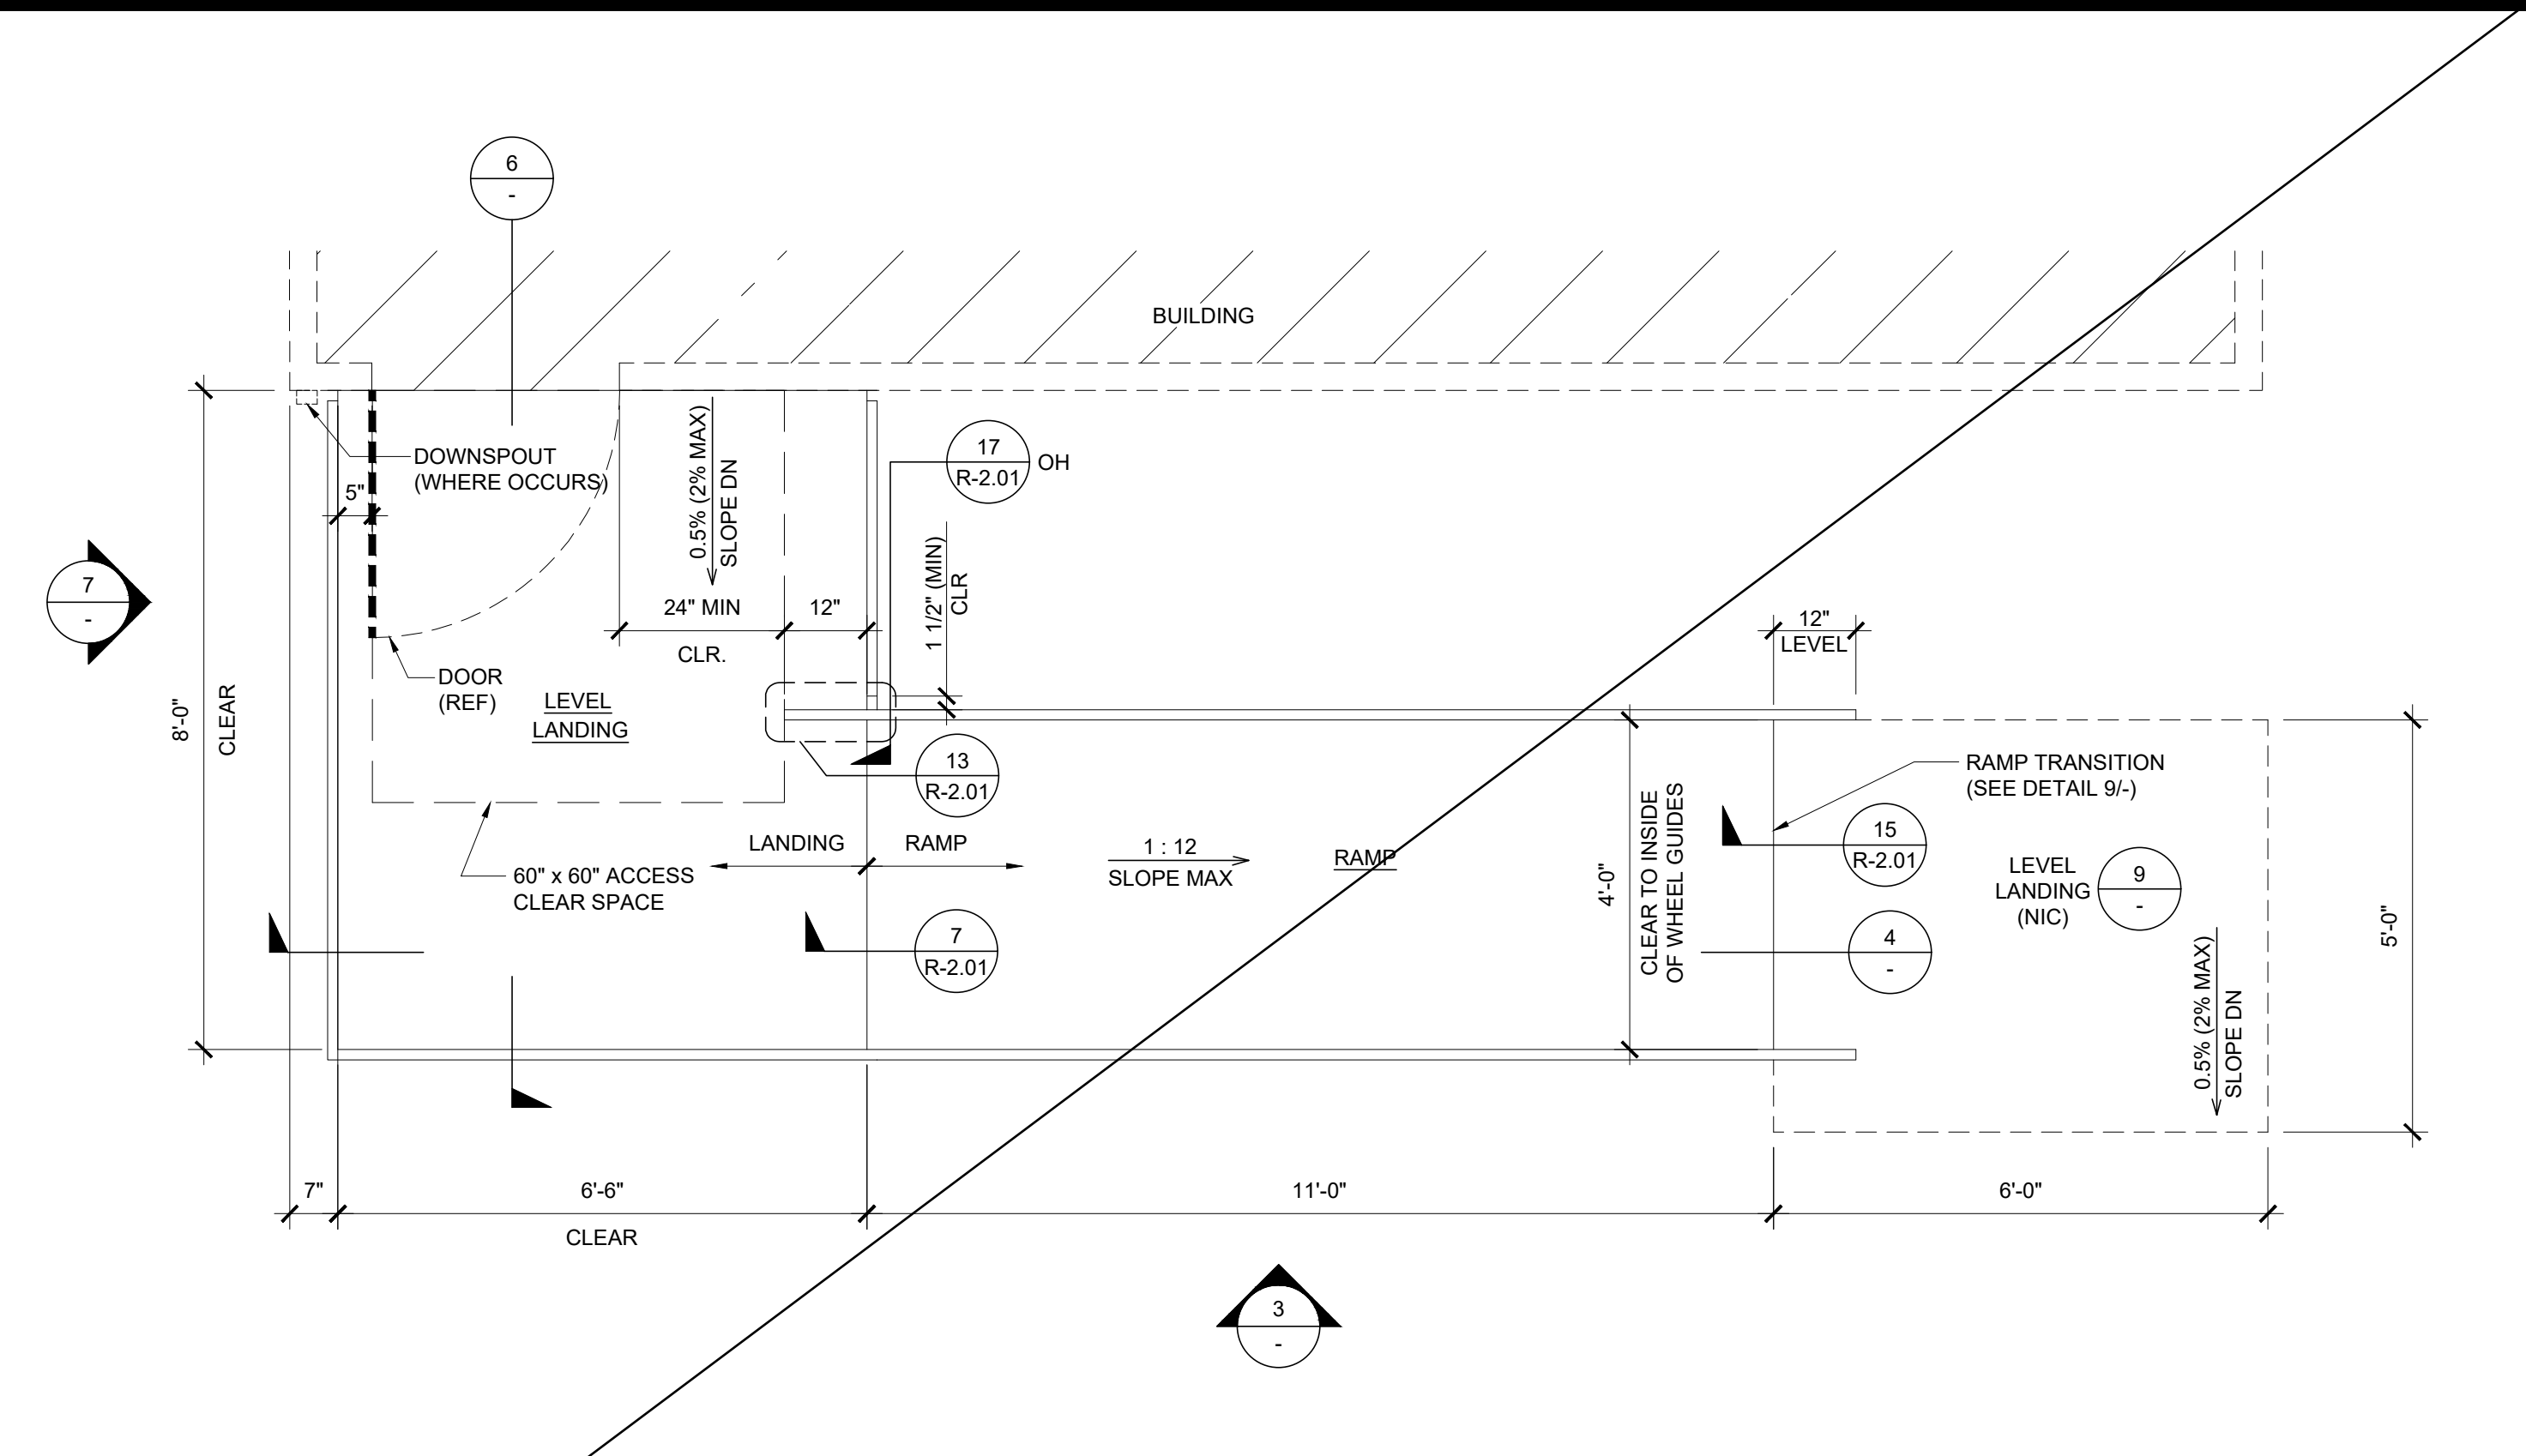 6
-
BUILDING
DOWNSPOUT
(WHERE OCCURS)
5"
0.5% (2% MAX)
SLOPE DN
17
R-2.01
OH
1 1/2" (MIN)
CLR
7
-
24" MIN
CLR.
12"
12"
LEVEL
DOOR
(REF)
LEVEL
LANDING
8'-0"
CLEAR
13
R-2.01
RAMP TRANSITION
(SEE DETAIL 9/-)
LANDING
RAMP
1 : 12
SLOPE MAX
RAMP
4'-0"
CLEAR TO INSIDE
OF WHEEL GUIDES
15
R-2.01
LEVEL
LANDING
(NIC)
9
-
60" x 60" ACCESS
CLEAR SPACE
7
R-2.01
4
-
0.5% (2% MAX)
SLOPE DN
5'-0"
7"
6'-6"
CLEAR
11'-0"
6'-0"
3
-